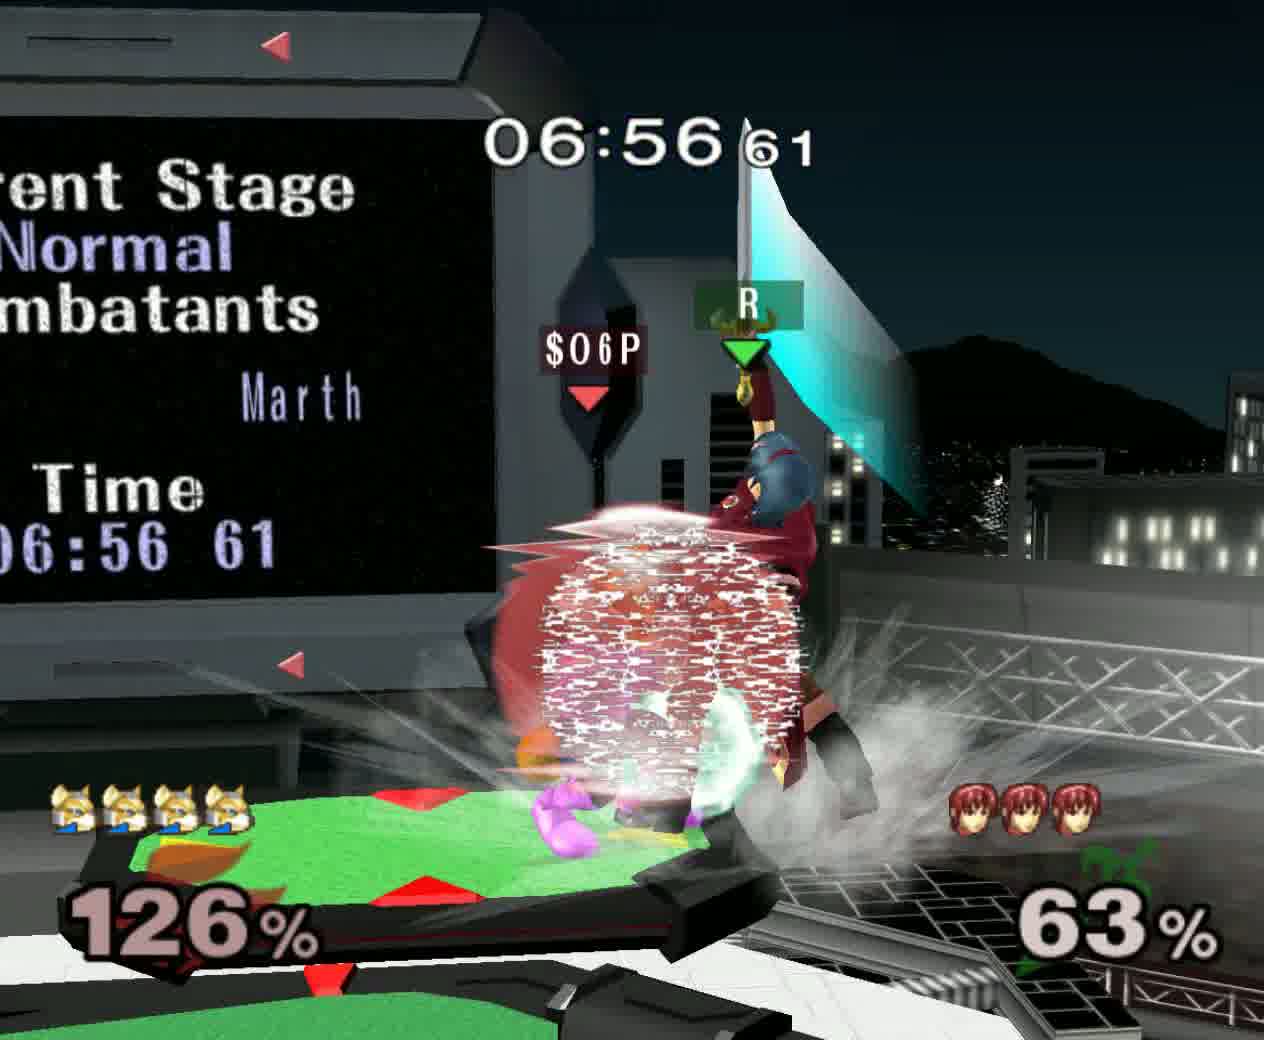 06:56 61
rent Stage
Normal
mbatants
Marth
Time
06:56 61
R
$06P
126%
63%